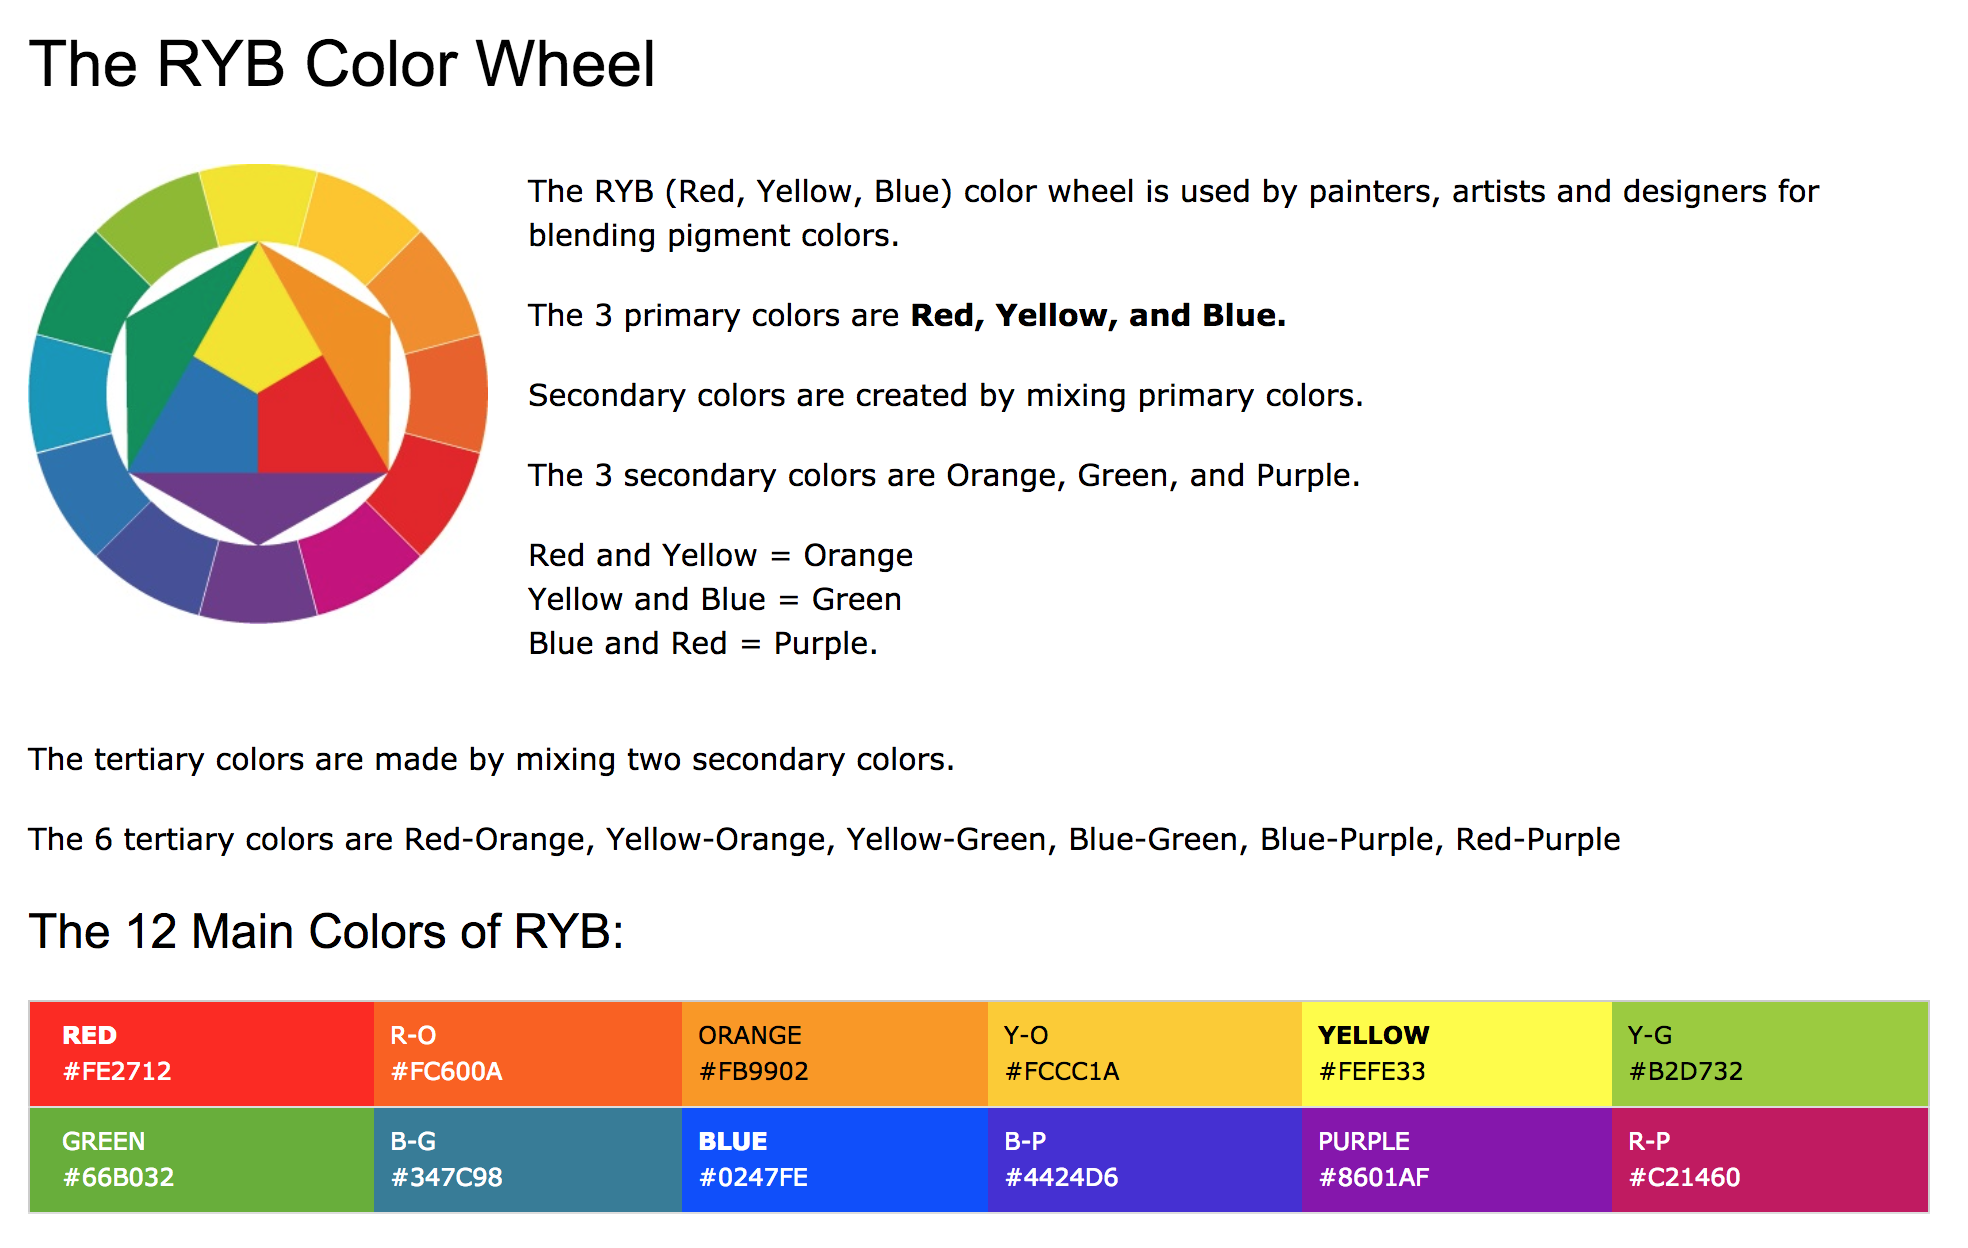 The RYB Color Wheel
The RYB (Red, Yellow, Blue) color wheel is used by painters, artists and designers for
blending pigment colors.
The 3 primary colors are Red, Yellow, and Blue.
Secondary colors are created by mixing primary colors.
The 3 secondary colors are Orange, Green, and Purple.
Red and Yellow = Orange
Yellow and Blue = Green
Blue and Red = Purple.
The tertiary colors are made by mixing two secondary colors.
The 6 tertiary colors are Red-Orange, Yellow-Orange, Yellow-Green, Blue-Green, Blue-Purple, Red-Purple
The 12 Main Colors of RYB:
RED R-O ORANGE Y-O YELLOW Y-G
#FE2712 #FC600A #FB9902 #FCCC1A #FEFE33 #B2D732
GREEN B-G BLUE B-P PURPLE R-P
#66B032 #347C98 #0247FE #4424D6 #8601AF #C21460